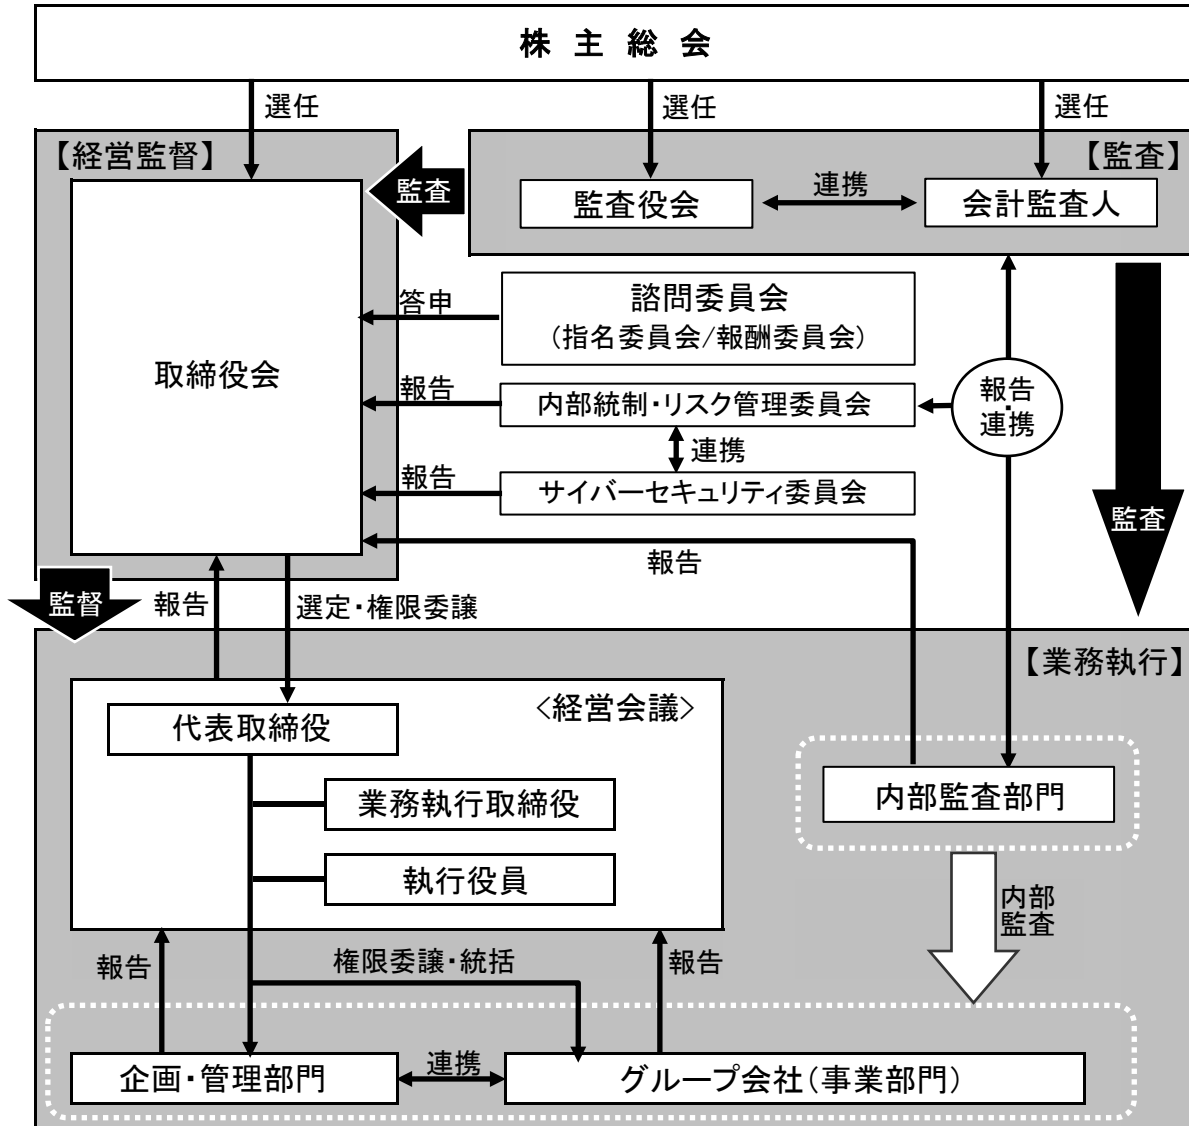 株主総会
選任
選任
選任
【経営監督】
【監査】
監査
監査役会
連携
会計監査人
取締役会
答申
諮問委員会
(指名委員会/報酬委員会)
報告
内部統制・リスク管理委員会
報告
・
連携
連携
報告
サイバーセキュリティ委員会
監査
報告
監督
報告
選定・権限委譲
【業務執行】
<経営会議>
代表取締役
業務執行取締役
内部監査部門
執行役員
内部
監査
報告
権限委譲・統括
報告
企画・管理部門
連携
グループ会社(事業部門)